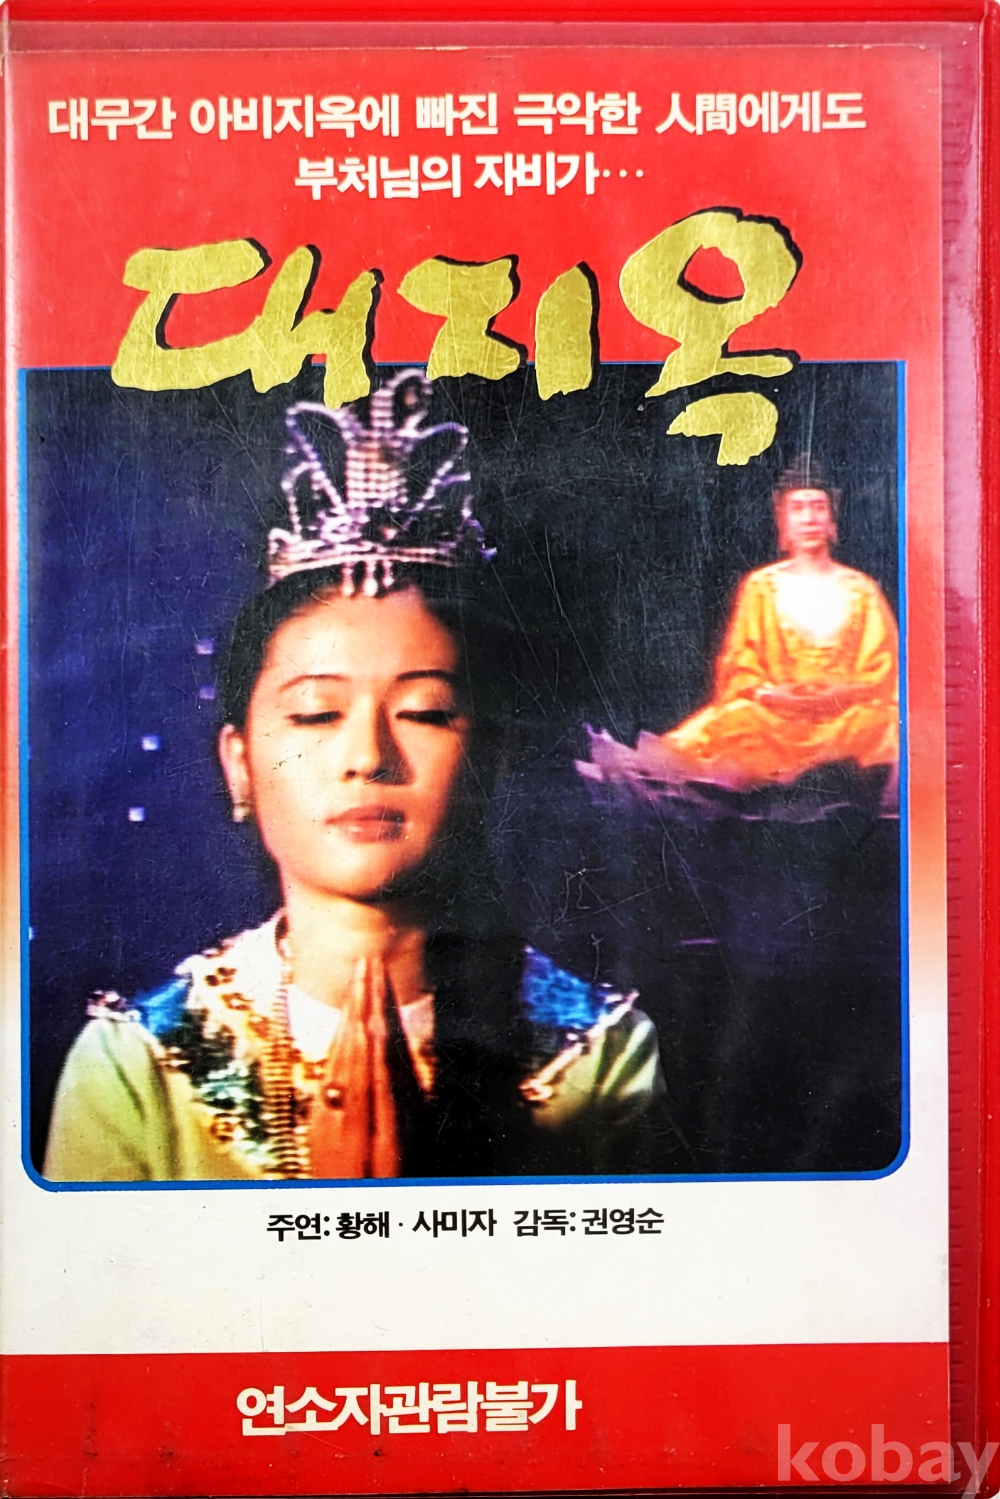 대무간 아비지옥에 빠진 극악한 人間에게도
부처님의 자비가···
대지옥
주연: 황해 · 사미자 감독: 권영순
연소자관람불가
kobay